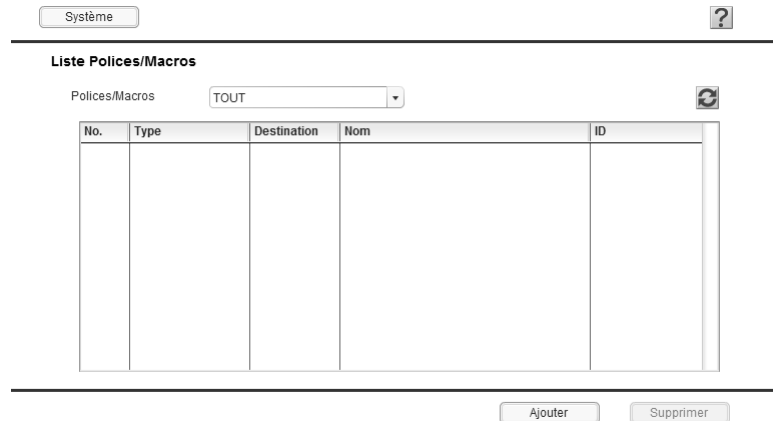 Système
?
Liste Polices/Macros
Polices/Macros TOUT
No. Type Destination Nom ID
Ajouter Supprimer